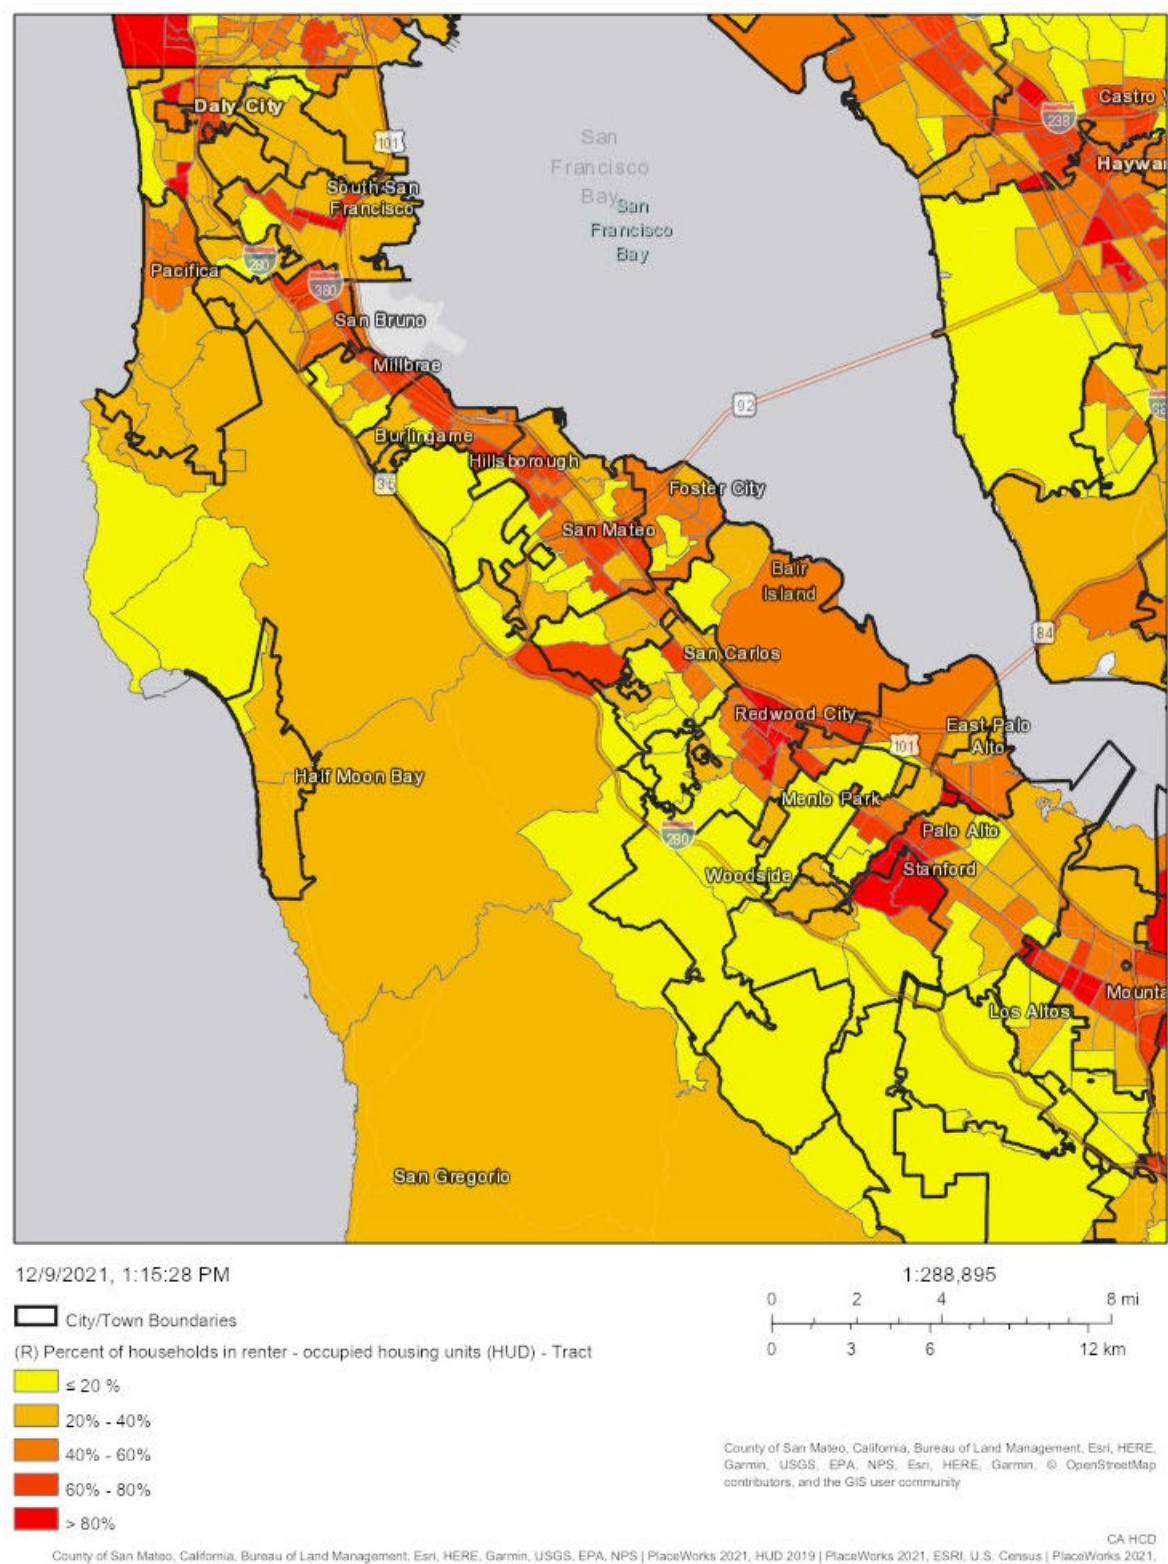 Daly City
101
Castro V
238
Haywar
San
Francisco
Bay
San
Francisco
Bay
South San
Francisco
280
Pacifica
380
San Bruno
Millbrae
92
Burlingame
Hillsborough
35
Foster City
San Mateo
Bair
Island
84
San Carlos
Redwood City
East Palo
Alto
101
Half Moon Bay
Menlo Park
Palo Alto
280
Woodside
Stanford
Mounta
Los Altos
San Gregorio
12/9/2021, 1:15:28 PM
1:288,895
0 2 4 8 mi
0 3 6 12 km
City/Town Boundaries
(R) Percent of households in renter - occupied housing units (HUD) - Tract
≤ 20 %
20% - 40%
40% - 60%
60% - 80%
> 80%
County of San Mateo, California, Bureau of Land Management, Esri, HERE,
Garmin, USGS, EPA, NPS, Esri, HERE, Garmin, © OpenStreetMap
contributors, and the GIS user community
CA HCD
County of San Mateo, California, Bureau of Land Management, Esri, HERE, Garmin, USGS, EPA, NPS | PlaceWorks 2021, HUD 2019 | PlaceWorks 2021, ESRI, U.S. Census | PlaceWorks 2021,